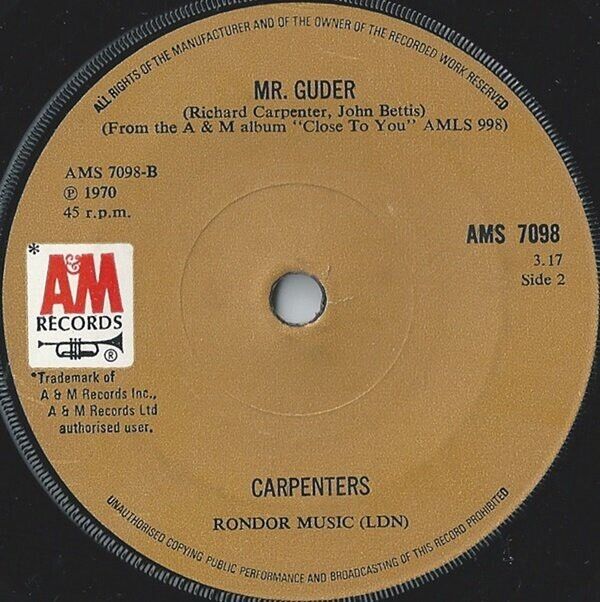 ALL RIGHTS OF THE MANUFACTURER AND OF THE OWNER OF THE RECORDED WORK RESERVED
MR. GUDER
(Richard Carpenter, John Bettis)
(From the A & M album "Close To You" AMLS 998)
AMS 7098-B
℗ 1970
45 r.p.m.
AMS 7098
3.17
Side 2
*
A&M
RECORDS
®
*Trademark of
A & M Records Inc.,
A & M Records Ltd
authorised user.
CARPENTERS
RONDOR MUSIC (LDN)
UNAUTHORISED COPYING PUBLIC PERFORMANCE AND BROADCASTING OF THIS RECORD PROHIBITED